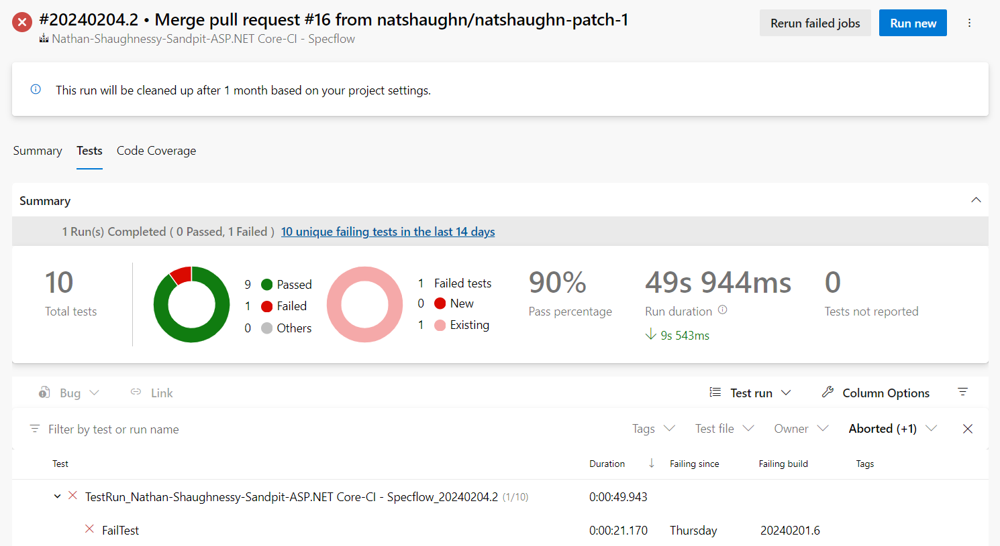 #20240204.2 • Merge pull request #16 from natshaughn/natshaughn-patch-1
Rerun failed jobs
Run new
Nathan-Shaughnessy-Sandpit-ASP.NET Core-CI - Specflow
This run will be cleaned up after 1 month based on your project settings.
Summary Tests Code Coverage
Summary
1 Run(s) Completed ( 0 Passed, 1 Failed ) 10 unique failing tests in the last 14 days
10
Total tests
9 Passed
1 Failed
0 Others
1 Failed tests
0 New
1 Existing
90%
Pass percentage
49s 944ms
Run duration
9s 543ms
0
Tests not reported
Bug Link Test run Column Options
Filter by test or run name Tags Test file Owner Aborted (+1)
Test Duration Failing since Failing build Tags
TestRun_Nathan-Shaughnessy-Sandpit-ASP.NET Core-CI - Specflow_20240204.2 (1/10) 0:00:49.943
FailTest 0:00:21.170 Thursday 20240201.6